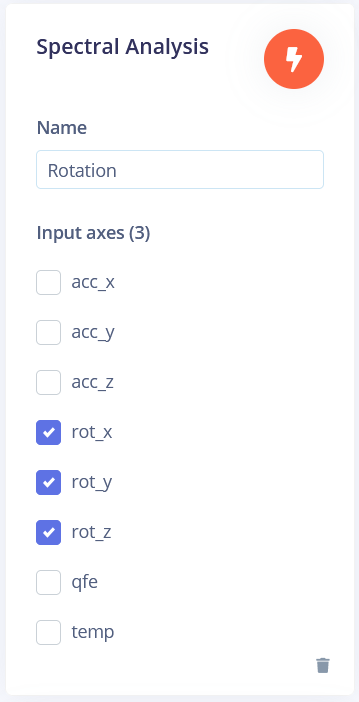 Spectral Analysis
Name
Rotation
Input axes (3)
acc_x
acc_y
acc_z
rot_x
rot_y
rot_z
qfe
temp